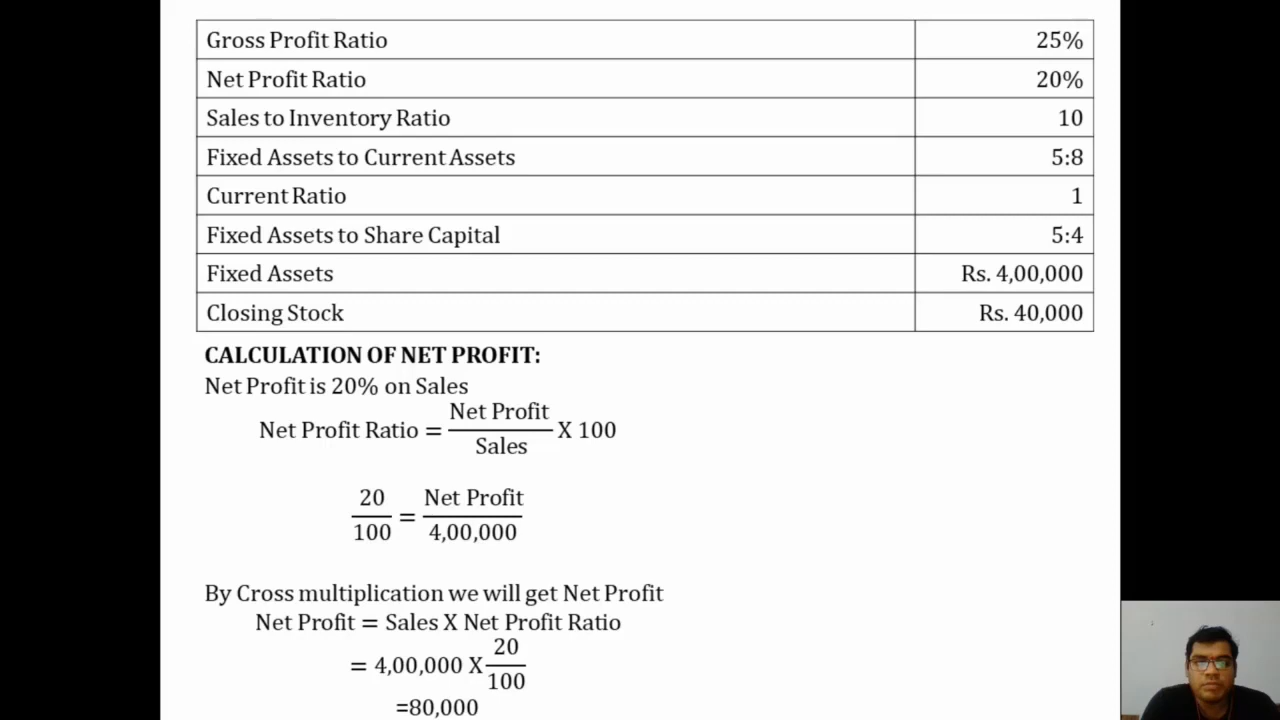 Gross Profit Ratio 25%
Net Profit Ratio 20%
Sales to Inventory Ratio 10
Fixed Assets to Current Assets 5:8
Current Ratio 1
Fixed Assets to Share Capital 5:4
Fixed Assets Rs. 4,00,000
Closing Stock Rs. 40,000
CALCULATION OF NET PROFIT:
Net Profit is 20% on Sales
Net Profit Ratio = Net Profit / Sales X 100
20 / 100 = Net Profit / 4,00,000
By Cross multiplication we will get Net Profit
Net Profit = Sales X Net Profit Ratio
= 4,00,000 X 20 / 100
=80,000